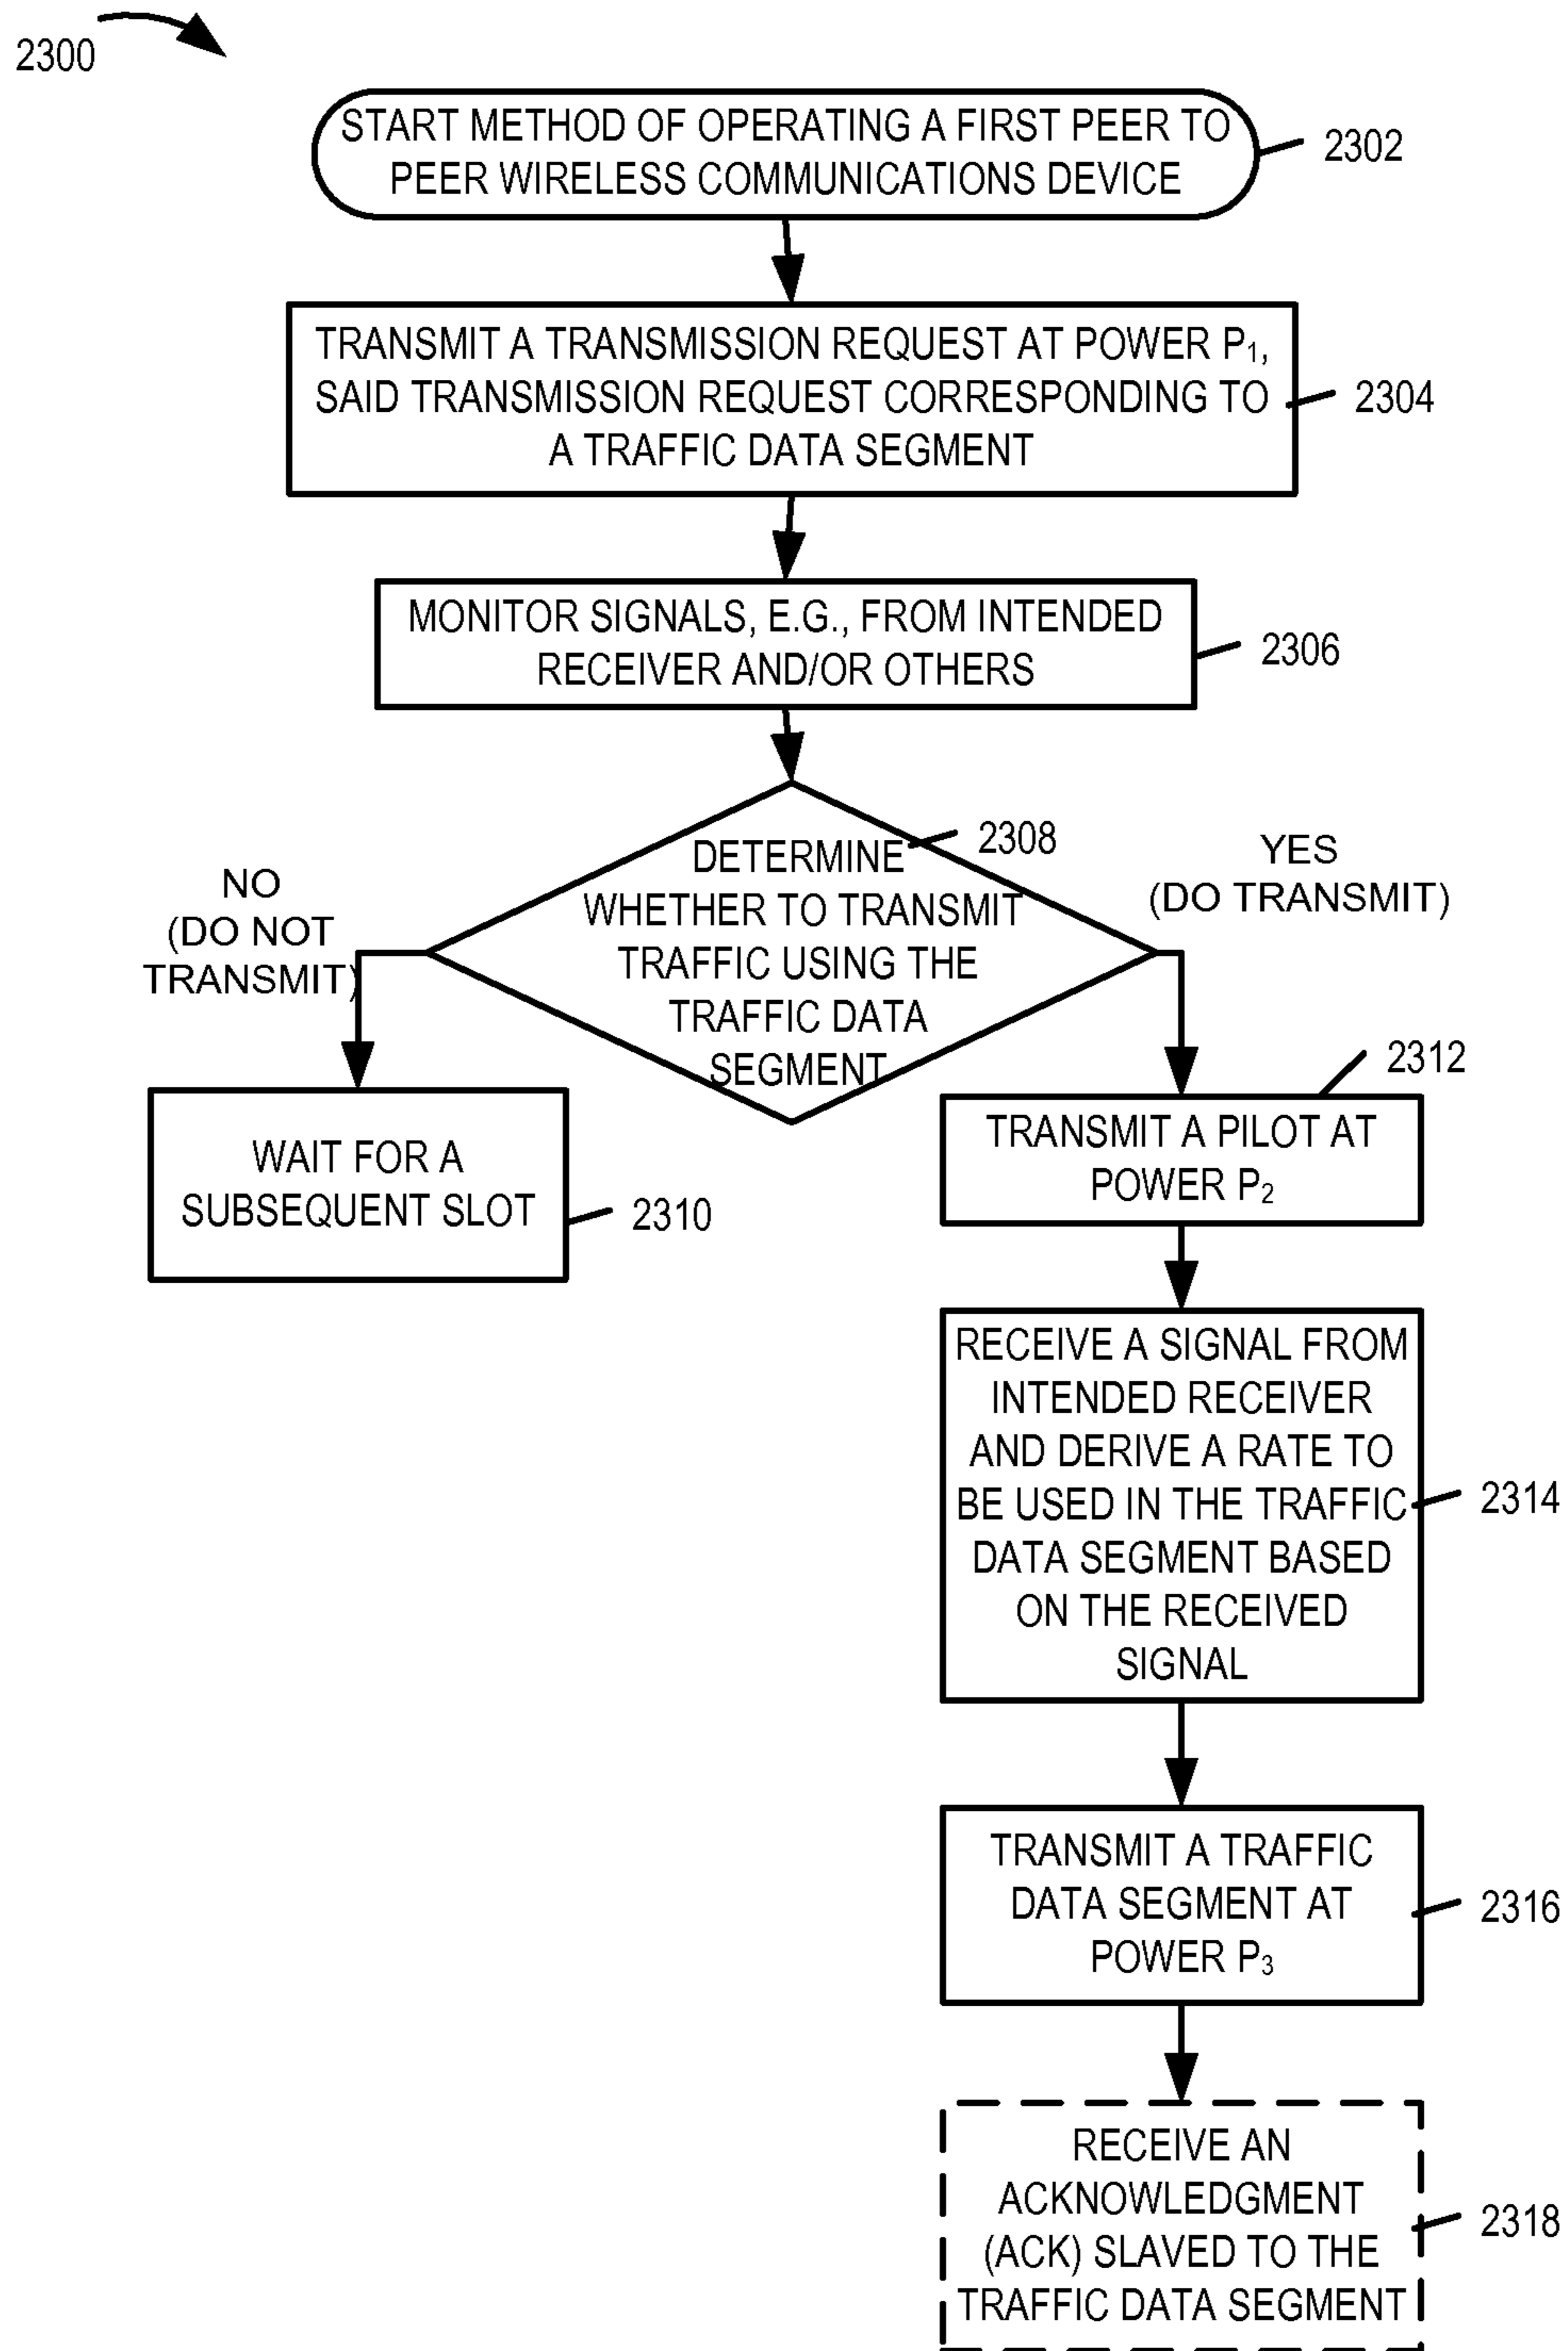 2300
START METHOD OF OPERATING A FIRST PEER TO
PEER WIRELESS COMMUNICATIONS DEVICE
2302
TRANSMIT A TRANSMISSION REQUEST AT POWER P₁,
SAID TRANSMISSION REQUEST CORRESPONDING TO
A TRAFFIC DATA SEGMENT
2304
MONITOR SIGNALS, E.G., FROM INTENDED
RECEIVER AND/OR OTHERS
2306
DETERMINE
WHETHER TO TRANSMIT
TRAFFIC USING THE
TRAFFIC DATA
SEGMENT
2308
NO
(DO NOT
TRANSMIT)
YES
(DO TRANSMIT)
WAIT FOR A
SUBSEQUENT SLOT
2310
TRANSMIT A PILOT AT
POWER P₂
2312
RECEIVE A SIGNAL FROM
INTENDED RECEIVER
AND DERIVE A RATE TO
BE USED IN THE TRAFFIC
DATA SEGMENT BASED
ON THE RECEIVED
SIGNAL
2314
TRANSMIT A TRAFFIC
DATA SEGMENT AT
POWER P₃
2316
RECEIVE AN
ACKNOWLEDGMENT
(ACK) SLAVED TO THE
TRAFFIC DATA SEGMENT
2318